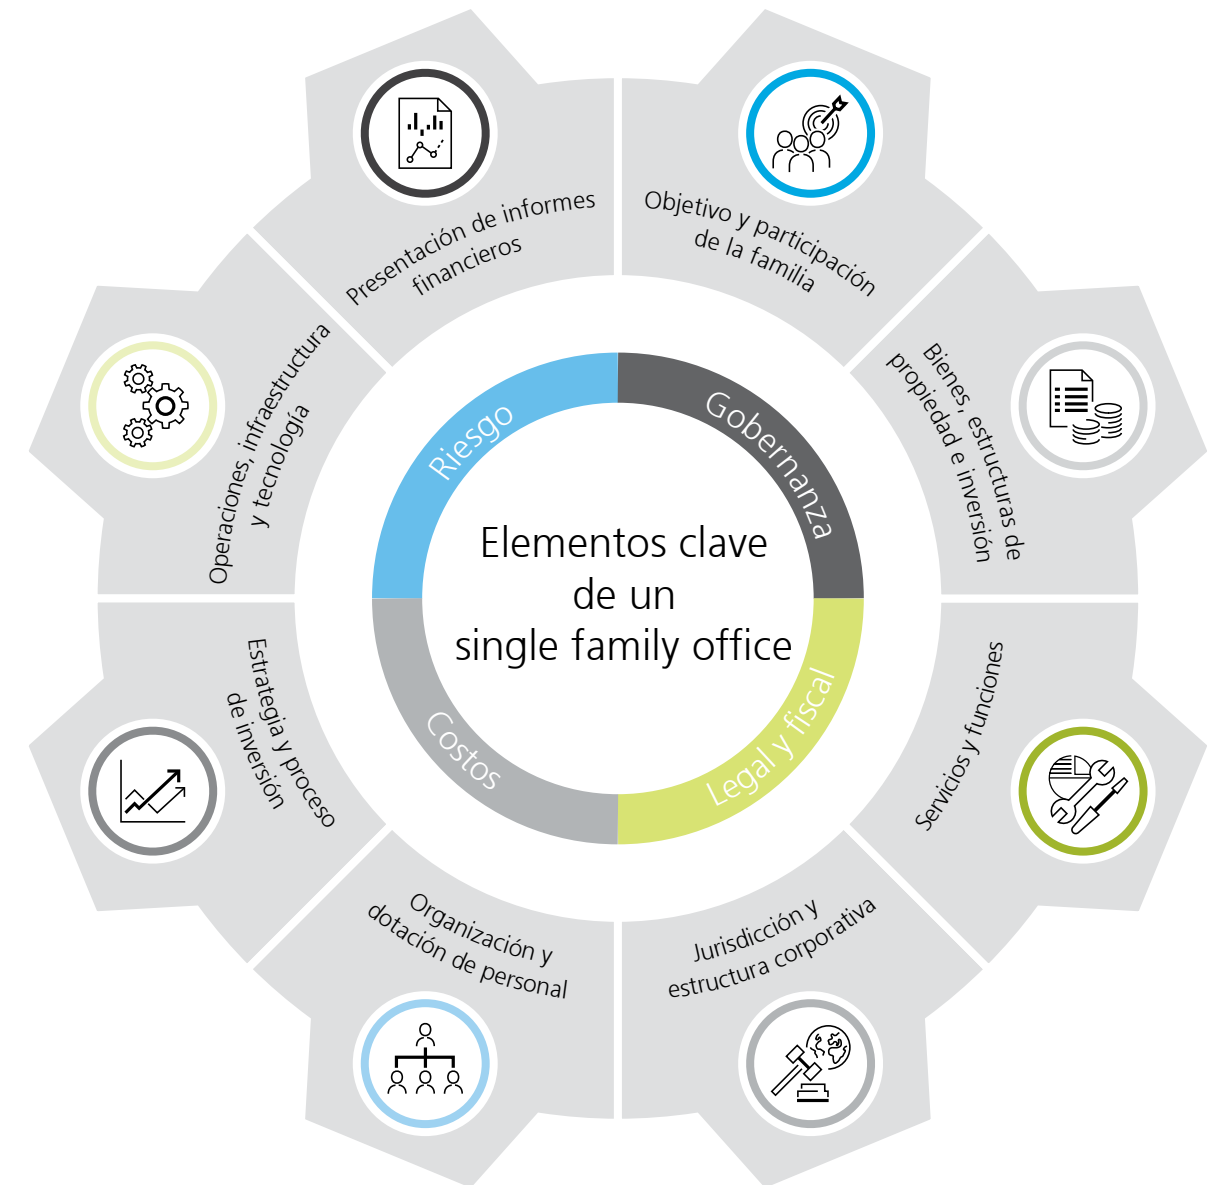 Presentación de informes
financieros
Objetivo y participación
de la familia
Bienes, estructuras de
propiedad e inversión
Servicios y funciones
Jurisdicción y
estructura corporativa
Organización y
dotación de personal
Estrategia y proceso
de inversión
Operaciones, infraestructura
y tecnología
Riesgo
Gobernanza
Legal y fiscal
Costos
Elementos clave
de un
single family office